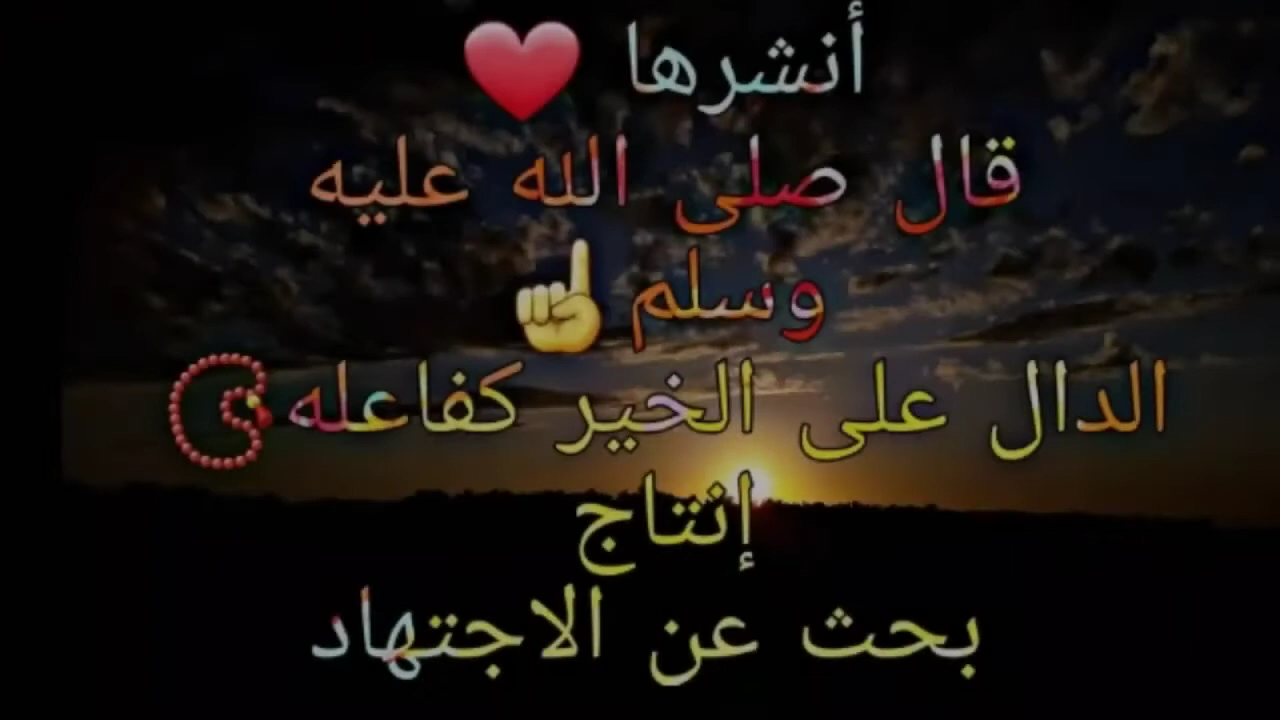 أنشرها ❤
قال صلى الله عليه
وسلم ☝
الدال على الخير كفاعله 📿
إنتاج
بحث عن الاجتهاد